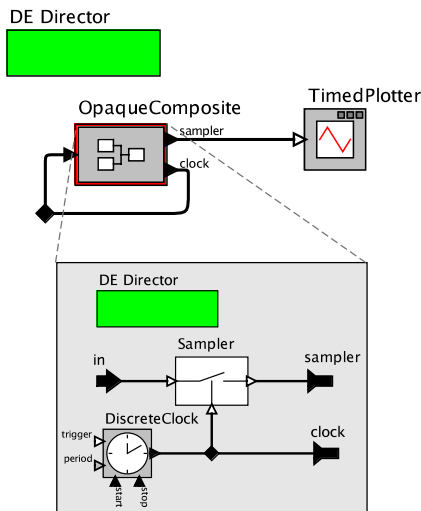 DE Director
TimedPlotter
OpaqueComposite
sampler
clock
DE Director
Sampler
in
sampler
DiscreteClock
trigger
clock
period
start
stop